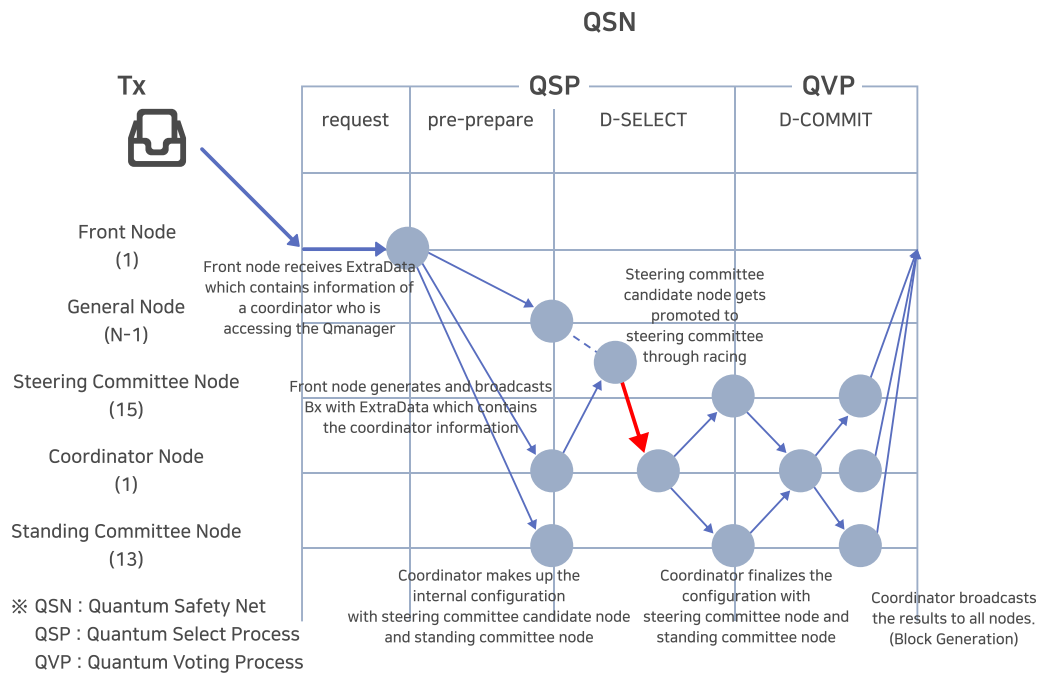 QSN
Tx
QSP
QVP
request
pre-prepare
D-SELECT
D-COMMIT
Front Node
(1)
Front node receives ExtraData
which contains information of
a coordinator who is
accessing the Qmanager
Steering committee
candidate node gets
promoted to
steering committee
through racing
General Node
(N-1)
Steering Committee Node
(15)
Front node generates and broadcasts
Bx with ExtraData which contains
the coordinator information
Coordinator Node
(1)
Standing Committee Node
(13)
Coordinator makes up the
internal configuration
with steering committee candidate node
and standing committee node
Coordinator finalizes the
configuration with
steering committee node and
standing committee node
Coordinator broadcasts
the results to all nodes.
(Block Generation)
※ QSN : Quantum Safety Net
QSP : Quantum Select Process
QVP : Quantum Voting Process